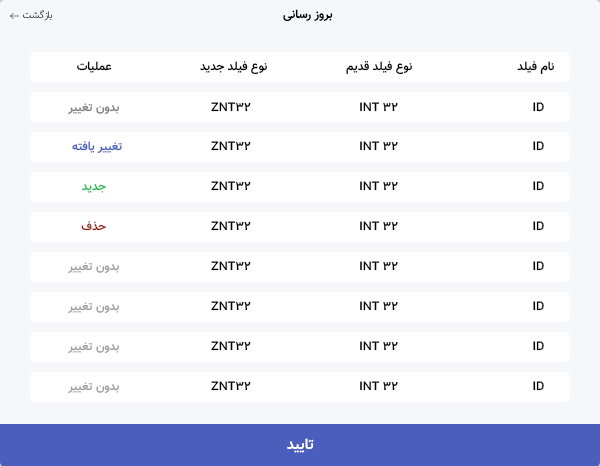 بروز رسانی
بازگشت ←
نام فیلد نوع فیلد قدیم نوع فیلد جدید عملیات
ID INT ۳۲ ZNT۳۲ بدون تغییر
ID INT ۳۲ ZNT۳۲ تغییر یافته
ID INT ۳۲ ZNT۳۲ جدید
ID INT ۳۲ ZNT۳۲ حذف
ID INT ۳۲ ZNT۳۲ بدون تغییر
ID INT ۳۲ ZNT۳۲ بدون تغییر
ID INT ۳۲ ZNT۳۲ بدون تغییر
ID INT ۳۲ ZNT۳۲ بدون تغییر
تایید